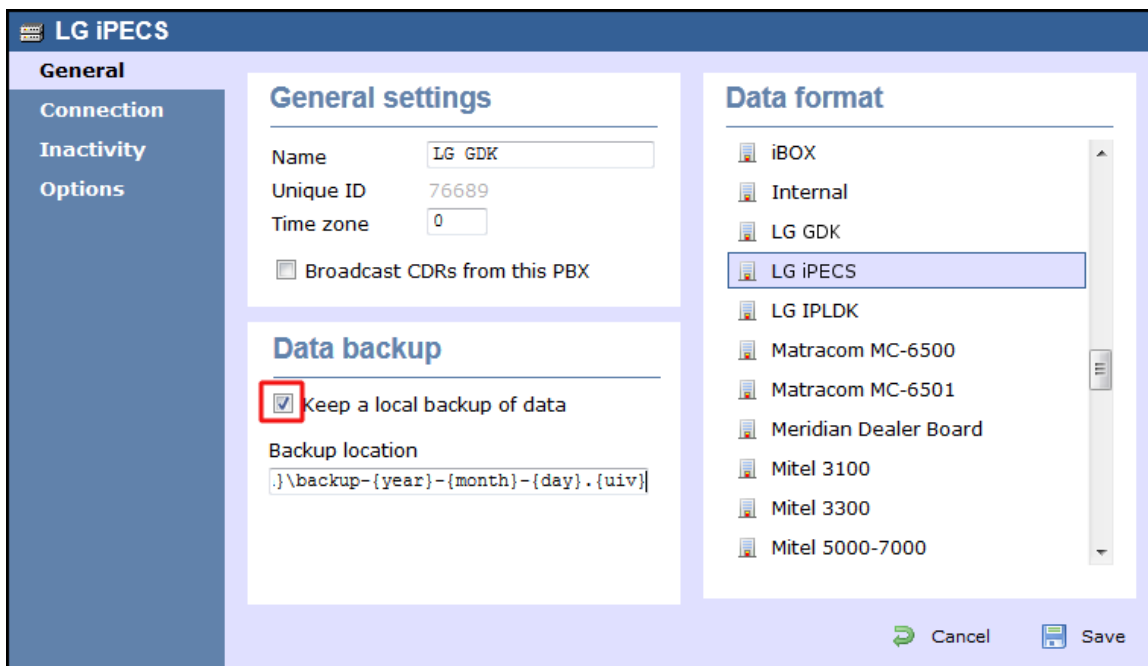 LG iPECS
General
Connection
Inactivity
Options
General settings
Name LG GDK
Unique ID 76689
Time zone 0
Broadcast CDRs from this PBX
Data backup
Keep a local backup of data
Backup location
.}\backup-{year}-{month}-{day}.{uiv}
Data format
iBOX
Internal
LG GDK
LG iPECS
LG IPLDK
Matracom MC-6500
Matracom MC-6501
Meridian Dealer Board
Mitel 3100
Mitel 3300
Mitel 5000-7000
Cancel Save